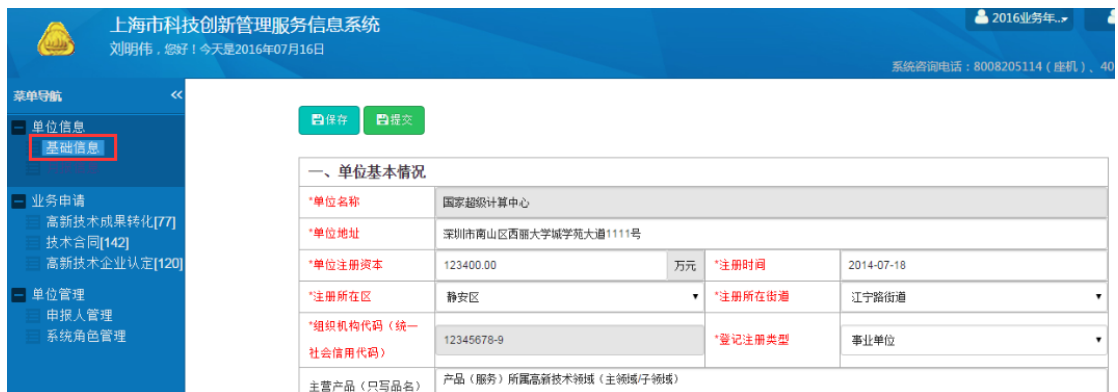 上海市科技创新管理服务信息系统
2016业务年..
刘明伟，您好！今天是2016年07月16日
系统咨询电话：8008205114（座机）、40
菜单导航
单位信息
基础信息
业务申请
高新技术成果转化[77]
技术合同[142]
高新技术企业认定[120]
单位管理
申报人管理
系统角色管理
保存 提交
一、单位基本情况
*单位名称 国家超级计算中心
*单位地址 深圳市南山区西丽大学城学苑大道1111号
*单位注册资本 123400.00 万元 *注册时间 2014-07-18
*注册所在区 静安区 *注册所在街道 江宁路街道
*组织机构代码（统一
社会信用代码） 12345678-9 *登记注册类型 事业单位
主营产品（只写品名） 产品（服务）所属高新技术领域（主领域/子领域）